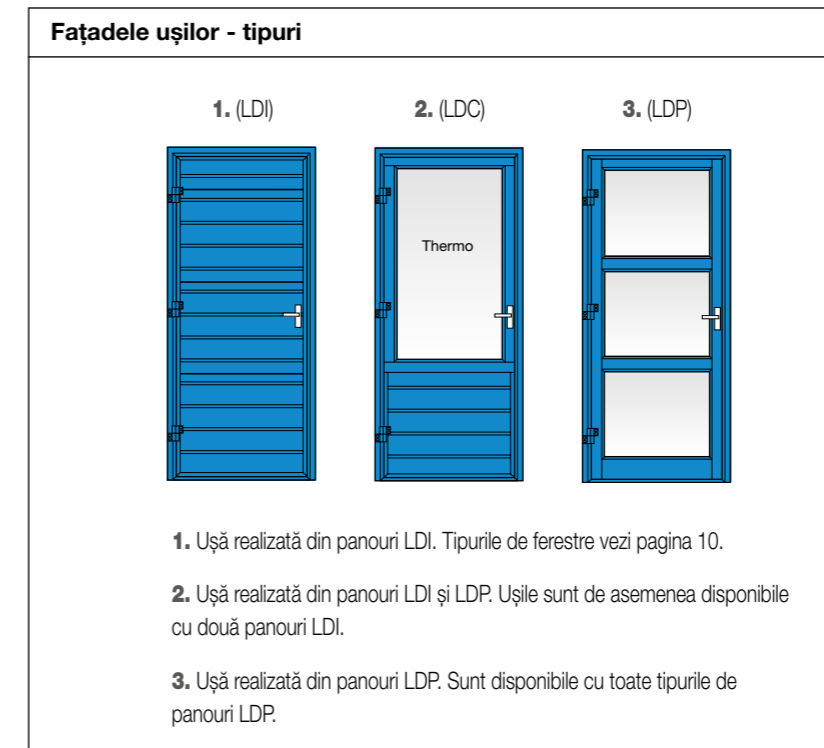 Fațadele ușilor - tipuri
1. (LDI)
2. (LDC)
3. (LDP)
Thermo
1. Ușă realizată din panouri LDI. Tipurile de ferestre vezi pagina 10.
2. Ușă realizată din panouri LDI și LDP. Ușile sunt de asemenea disponibile
cu două panouri LDI.
3. Ușă realizată din panouri LDP. Sunt disponibile cu toate tipurile de
panouri LDP.